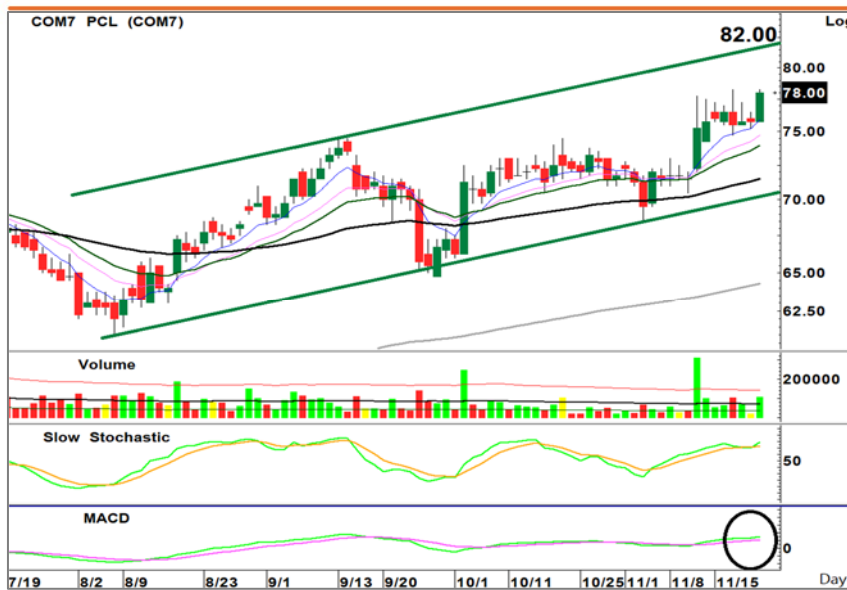 COM7 PCL (COM7)
Log
82.00
80.00
78.00
75.00
70.00
65.00
62.50
Volume
200000
Slow Stochastic
50
MACD
0
7/19 8/2 8/9 8/23 9/1 9/13 9/20 10/1 10/11 10/25 11/1 11/8 11/15 Day